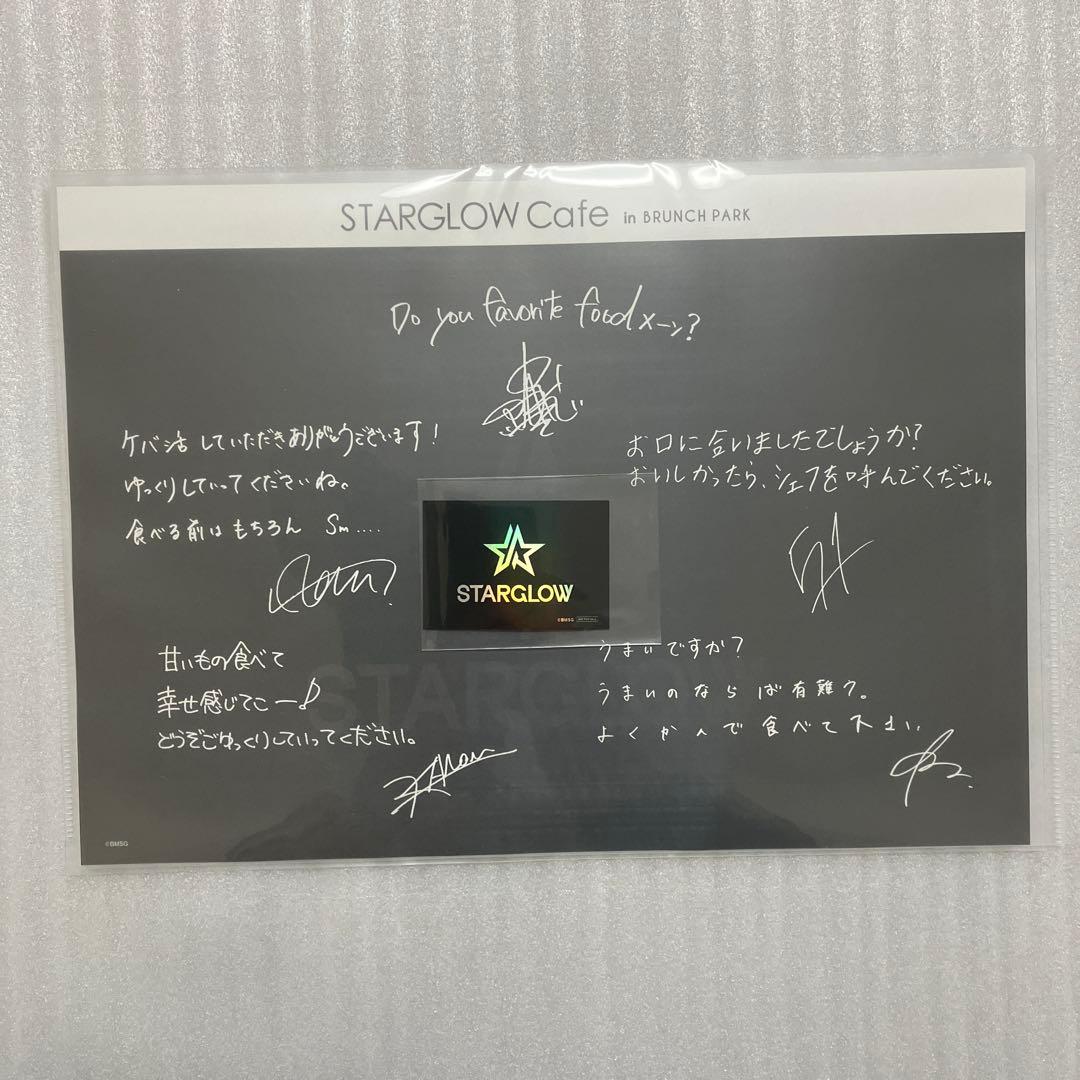 STARGLOW Cafe in BRUNCH PARK
Do you favorite food メーン?
ケバ活していただきありがとうございます!
ゆっくりしていってくださいね。
食べる前はもちろん Sm....
お口に合いましたでしょうか?
おいしかったら、シェフを呼んでください。
STARGLOW
©BMSG
甘いもの食べて
幸せ感じてこー♪
どうぞごゆっくりしていってください。
うまいですか?
うまいのならば有難ク。
よくかんで食べて下さい。
STARGLOW
©BMSG